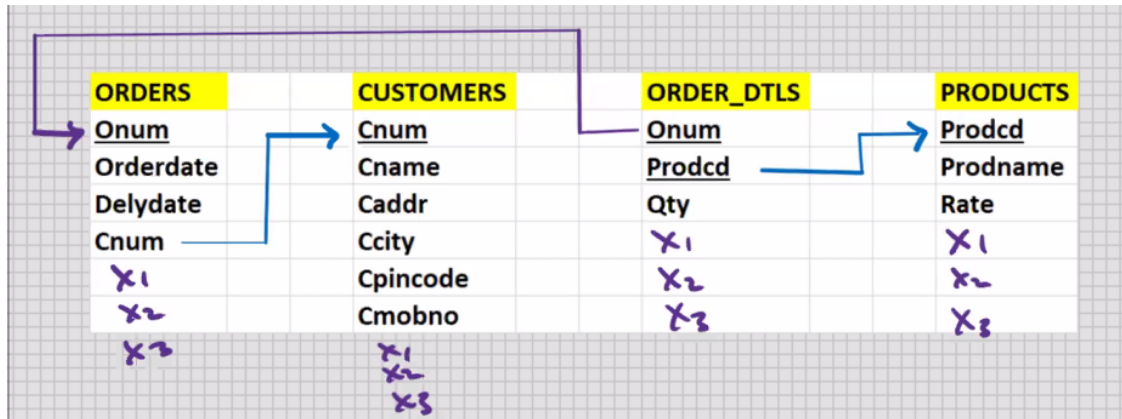 ORDERS CUSTOMERS ORDER_DTLS PRODUCTS
Onum Cnum Onum Prodcd
Orderdate Cname Prodcd Prodname
Delydate Caddr Qty Rate
Cnum Ccity X1 X1
X1 Cpincode X2 X2
X2 Cmobno X3 X3
X3 X1
X2
X3